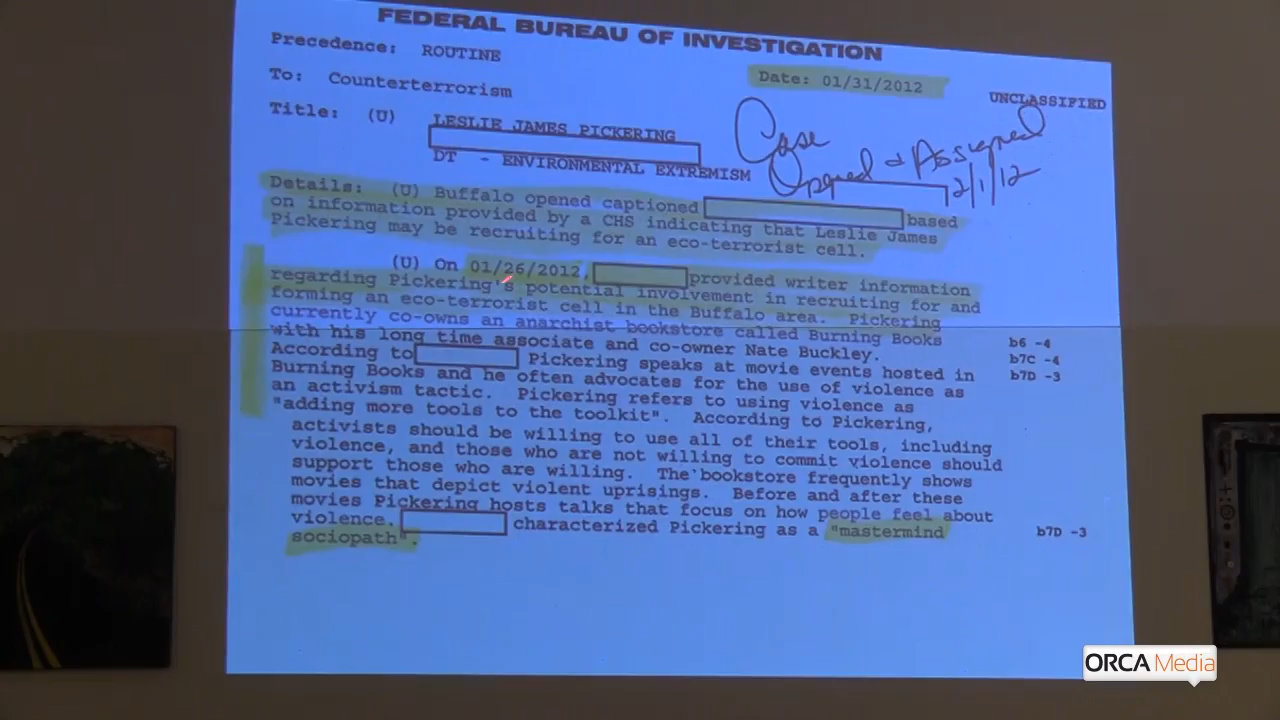 FEDERAL BUREAU OF INVESTIGATION
Precedence: ROUTINE
Date: 01/31/2012
To: Counterterrorism
UNCLASSIFIED
Title: (U) LESLIE JAMES PICKERING
DT - ENVIRONMENTAL EXTREMISM
Case
Opened & Assigned
2/1/12
Details: (U) Buffalo opened captioned based
on information provided by a CHS indicating that Leslie James
Pickering may be recruiting for an eco-terrorist cell.
(U) On 01/26/2012, provided writer information
regarding Pickering's potential involvement in recruiting for and
forming an eco-terrorist cell in the Buffalo area. Pickering
currently co-owns an anarchist bookstore called Burning Books
with his long time associate and co-owner Nate Buckley.
b6 -4
b7C -4
b7D -3
According to Pickering speaks at movie events hosted in
Burning Books and he often advocates for the use of violence as
an activism tactic. Pickering refers to using violence as
"adding more tools to the toolkit". According to Pickering,
activists should be willing to use all of their tools, including
violence, and those who are not willing to commit violence should
support those who are willing. The bookstore frequently shows
movies that depict violent uprisings. Before and after these
movies Pickering hosts talks that focus on how people feel about
violence. characterized Pickering as a "mastermind
sociopath".
b7D -3
ORCA Media